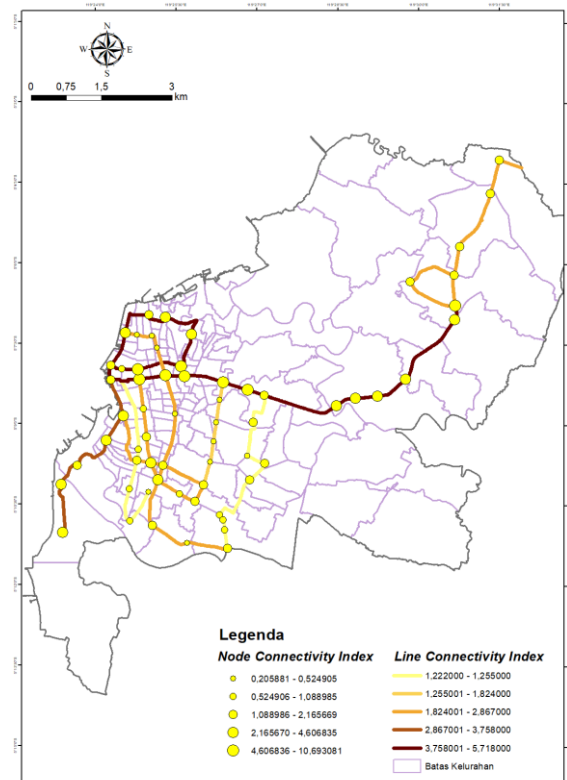 N
W E
S
0 0,75 1,5 3
km
Legenda
Node Connectivity Index
0,205881 - 0,524905
0,524906 - 1,088985
1,088986 - 2,165669
2,165670 - 4,606835
4,606836 - 10,693081
Line Connectivity Index
1,222000 - 1,255000
1,255001 - 1,824000
1,824001 - 2,867000
2,867001 - 3,758000
3,758001 - 5,718000
Batas Kelurahan